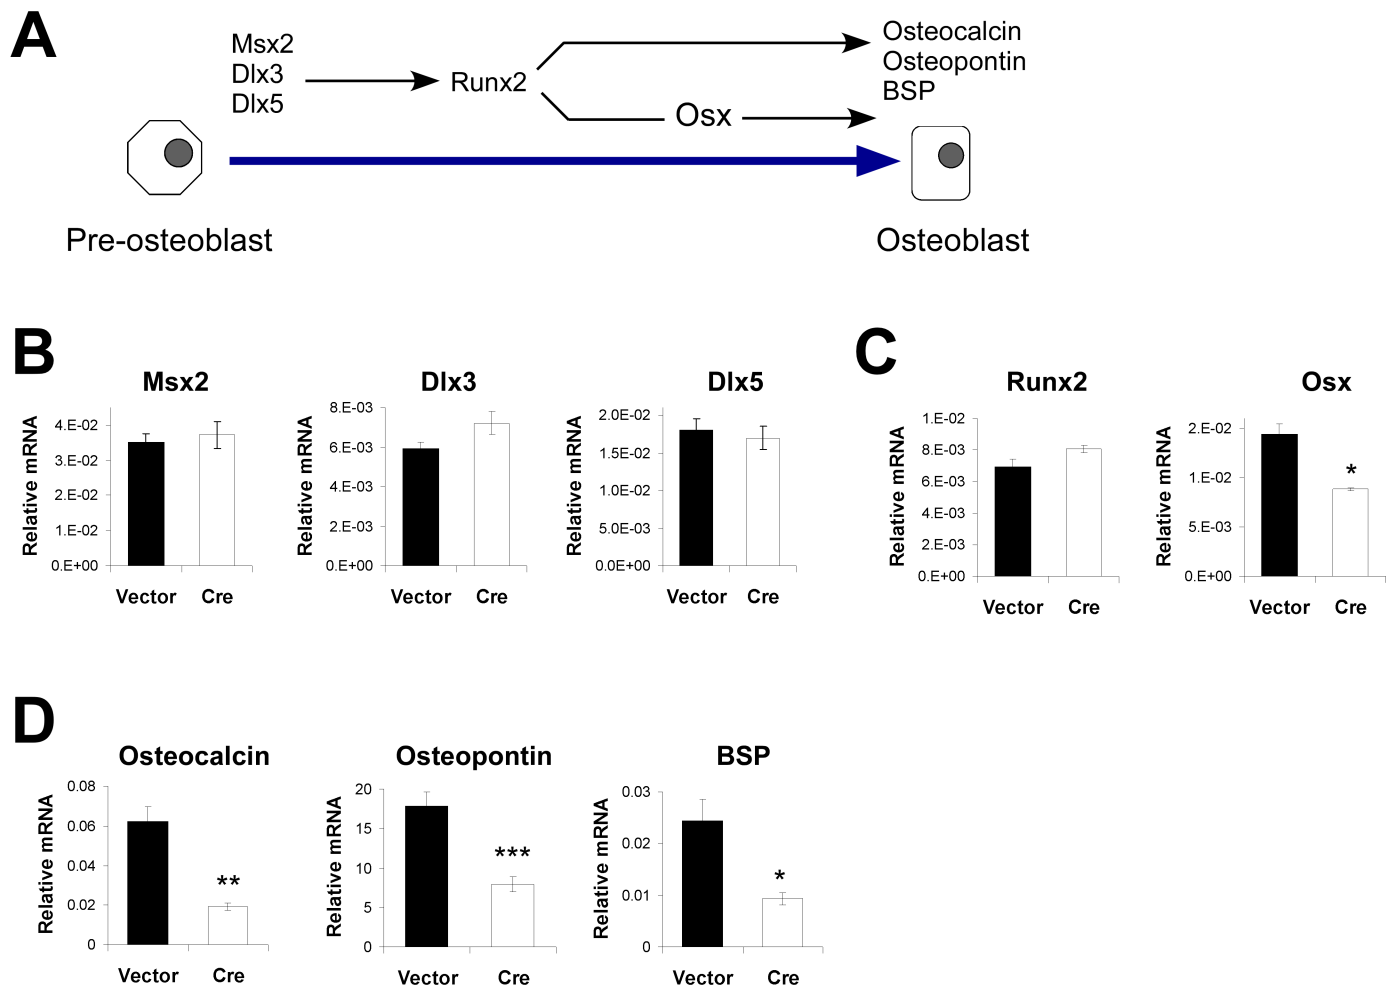 A
Msx2
Dlx3
Dlx5
Runx2
Osx
Osteocalcin
Osteopontin
BSP
Pre-osteoblast
Osteoblast
B
Msx2
Relative mRNA
4.E-02
3.E-02
2.E-02
1.E-02
0.E+00
Vector Cre
Dlx3
Relative mRNA
8.E-03
6.E-03
4.E-03
2.E-03
0.E+00
Vector Cre
Dlx5
Relative mRNA
2.0E-02
1.5E-02
1.0E-02
5.0E-03
0.0E+00
Vector Cre
C
Runx2
Relative mRNA
1.E-02
8.E-03
6.E-03
4.E-03
2.E-03
0.E+00
Vector Cre
Osx
Relative mRNA
2.E-02
1.E-02
5.E-03
0.E+00
*
Vector Cre
D
Osteocalcin
Relative mRNA
0.08
0.06
0.04
0.02
0
**
Vector Cre
Osteopontin
Relative mRNA
20
15
10
5
0
***
Vector Cre
BSP
Relative mRNA
0.03
0.02
0.01
0
*
Vector Cre